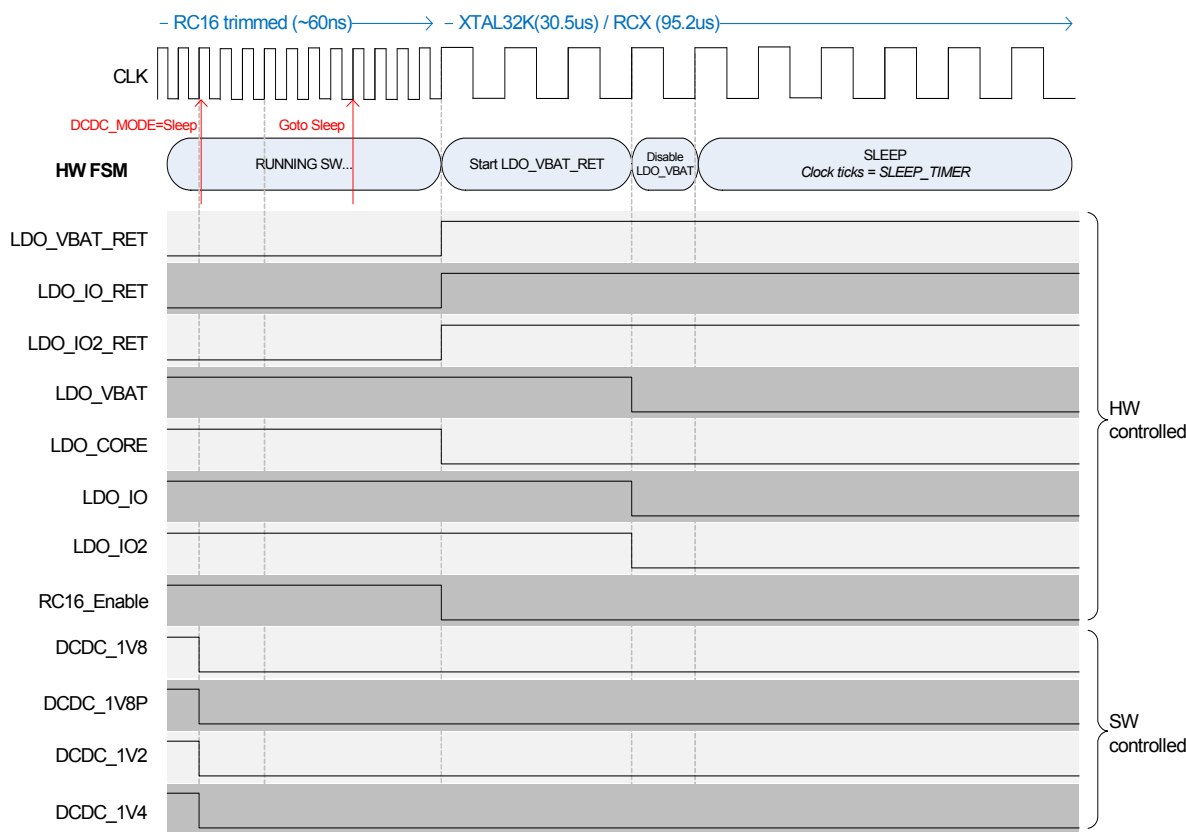 RC16 trimmed (~60ns)
XTAL32K(30.5us) / RCX (95.2us)
CLK
DCDC_MODE=Sleep
Goto Sleep
HW FSM
RUNNING SW...
Start LDO_VBAT_RET
Disable
LDO_VBAT
SLEEP
Clock ticks = SLEEP_TIMER
LDO_VBAT_RET
LDO_IO_RET
LDO_IO2_RET
LDO_VBAT
LDO_CORE
LDO_IO
LDO_IO2
RC16_Enable
HW
controlled
DCDC_1V8
DCDC_1V8P
DCDC_1V2
DCDC_1V4
SW
controlled